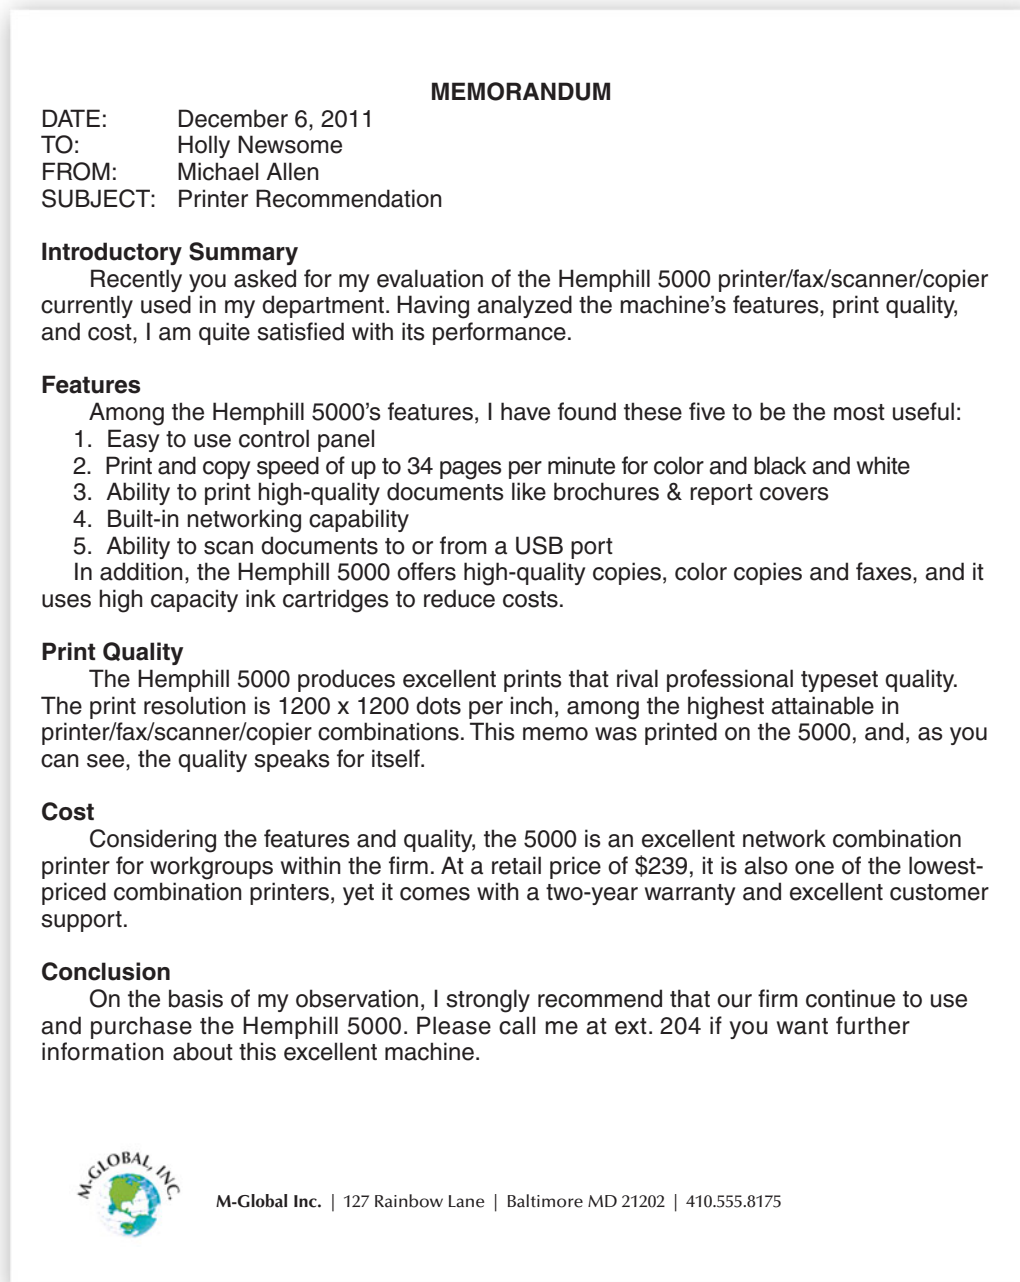 MEMORANDUM
DATE: December 6, 2011
TO: Holly Newsome
FROM: Michael Allen
SUBJECT: Printer Recommendation
Introductory Summary
Recently you asked for my evaluation of the Hemphill 5000 printer/fax/scanner/copier
currently used in my department. Having analyzed the machine’s features, print quality,
and cost, I am quite satisfied with its performance.
Features
Among the Hemphill 5000’s features, I have found these five to be the most useful:
1. Easy to use control panel
2. Print and copy speed of up to 34 pages per minute for color and black and white
3. Ability to print high-quality documents like brochures & report covers
4. Built-in networking capability
5. Ability to scan documents to or from a USB port
In addition, the Hemphill 5000 offers high-quality copies, color copies and faxes, and it
uses high capacity ink cartridges to reduce costs.
Print Quality
The Hemphill 5000 produces excellent prints that rival professional typeset quality.
The print resolution is 1200 x 1200 dots per inch, among the highest attainable in
printer/fax/scanner/copier combinations. This memo was printed on the 5000, and, as you
can see, the quality speaks for itself.
Cost
Considering the features and quality, the 5000 is an excellent network combination
printer for workgroups within the firm. At a retail price of $239, it is also one of the lowest-
priced combination printers, yet it comes with a two-year warranty and excellent customer
support.
Conclusion
On the basis of my observation, I strongly recommend that our firm continue to use
and purchase the Hemphill 5000. Please call me at ext. 204 if you want further
information about this excellent machine.
M-GLOBAL, INC.
M-Global Inc. | 127 Rainbow Lane | Baltimore MD 21202 | 410.555.8175